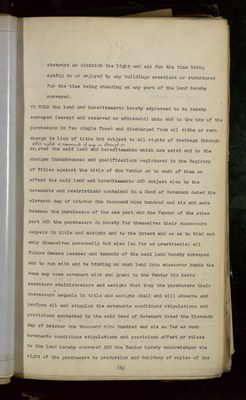 obstruct or diminish the light and air for the time being
coming to or enjoyed by any buildings erections or structures
for the time being standing on any part of the land hereby
conveyed.
TO HOLD the land and hereditaments hereby expressed to be hereby
conveyed (except and reserved as aforesaid) unto and to the use of the
purchasers in fee simple freed and discharged from all tithe or rent
charge in lieu of tithe but subject to all rights of drainage through
other rights or easements if any in through or
or over the said land and hereditaments which now exist and to the
charges incumbrances and qualifications registered in the Registry
of Titles against the title of the Vendor or so much of them as
affect the said land and hereditaments AND subject also to the
covenants and restrictions contained in a Deed of Covenant dated the
eleventh day of October One thousand nine hundred and six and made
between the purchasers of the one part and the Vendor of the other
part AND the purchasers do hereby for themselves their successors
sequels in title and assigns and to the intent and so as to bind not
only themselves personally but also (so far as practicable) all
Future Owners Lessees and Tenants of the said land hereby conveyed
and to run with and be binding on such land into whosoever hands the
same may come covenant with and grant to the Vendor his heirs
executors administrators and assigns that they the purchasers their
successors sequels in title and assigns shall and will observe and
perform all and singular the covenants conditions stipulations and
provisions contained in the said Deed of Covenant dated the Eleventh
day of October One thousand nine hundred and six so far as such
covenants conditions stipulations and provisions affect or relate
to the land hereby conveyed AND the Vendor hereby acknowledges the
right of the purchasers to production and delivery of copies of the